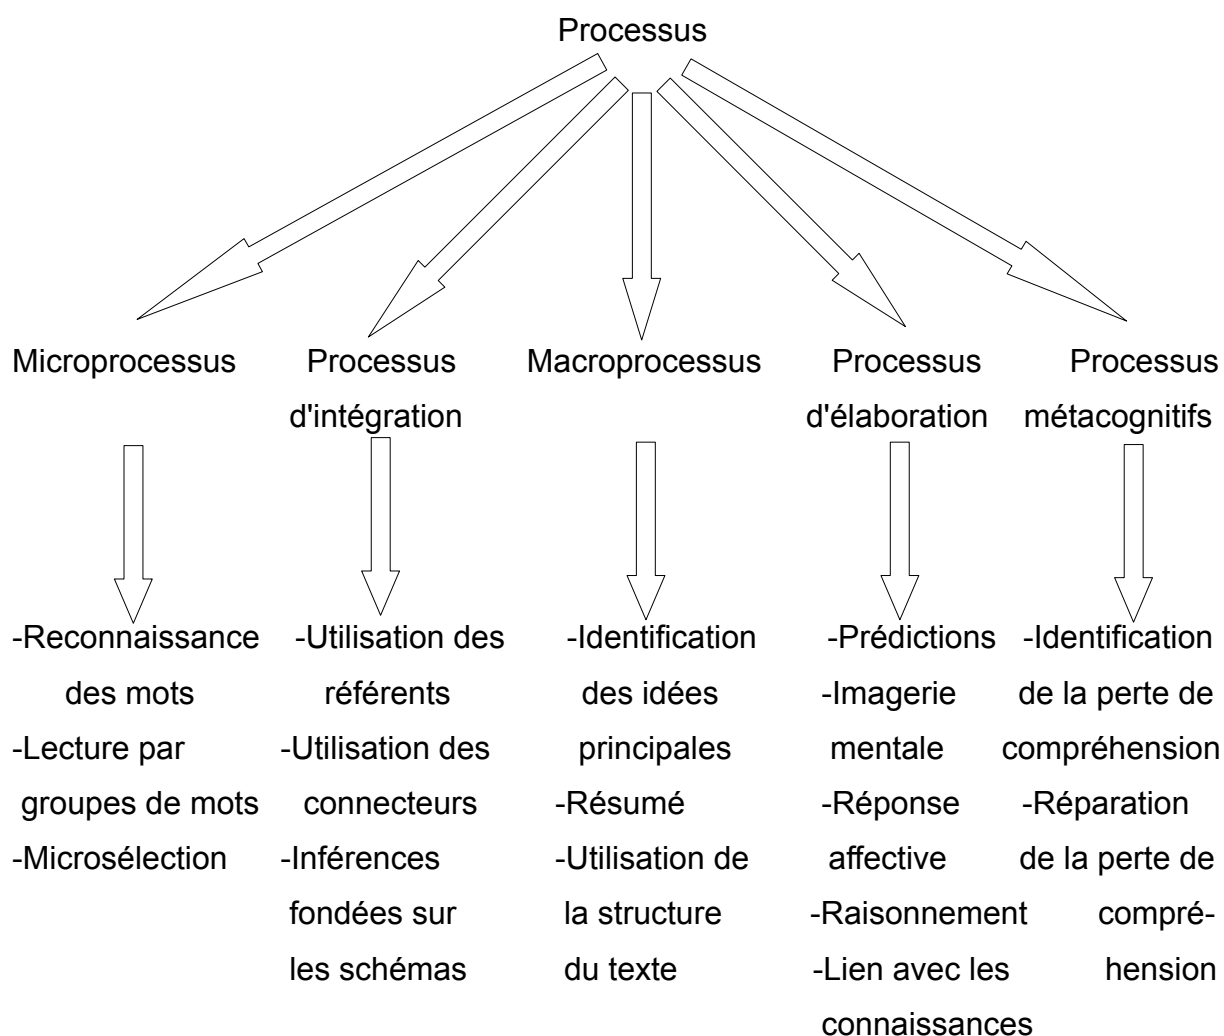 Processus
Microprocessus
Processus
d'intégration
Macroprocessus
Processus
d'élaboration
Processus
métacognitifs
-Reconnaissance
des mots
-Lecture par
groupes de mots
-Microsélection
-Utilisation des
référents
-Utilisation des
connecteurs
-Inférences
fondées sur
les schémas
-Identification
des idées
principales
-Résumé
-Utilisation de
la structure
du texte
-Prédictions
-Imagerie
mentale
-Réponse
affective
-Raisonnement
-Lien avec les
connaissances
-Identification
de la perte de
compréhension
-Réparation
de la perte de
compré-
hension